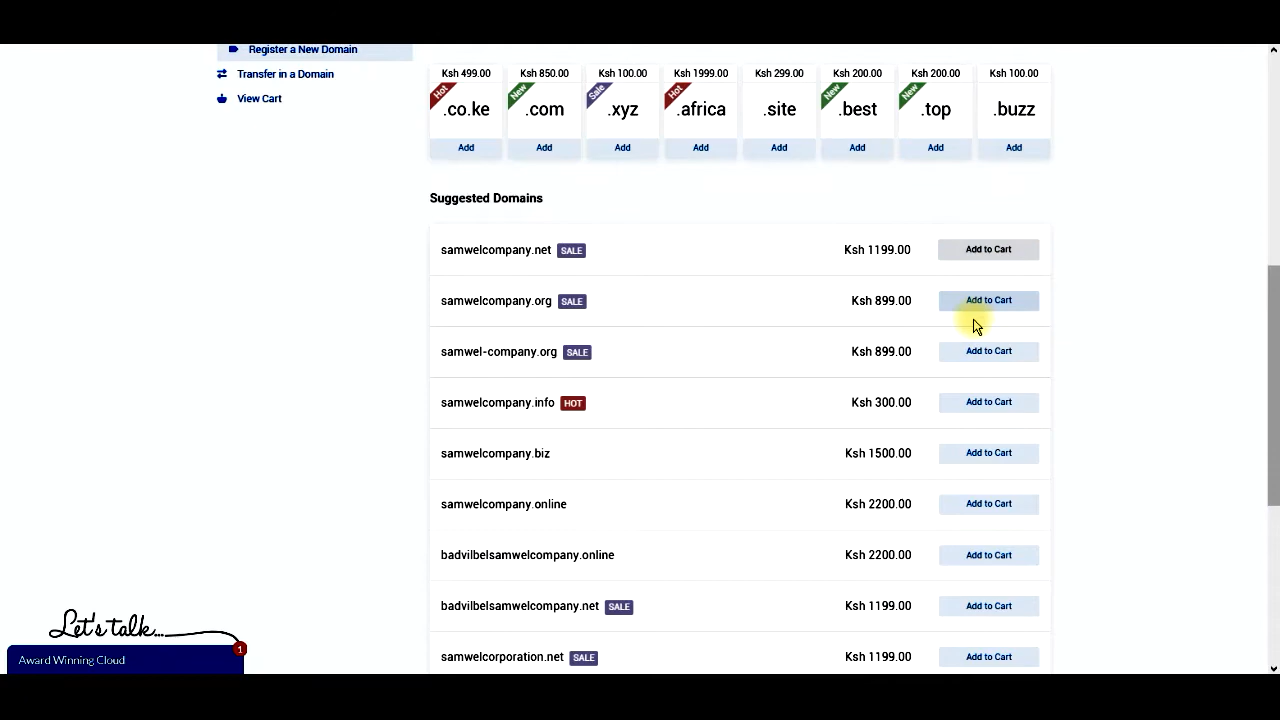 Register a New Domain
Transfer in a Domain
View Cart
Ksh 499.00 Ksh 850.00 Ksh 100.00 Ksh 1999.00 Ksh 299.00 Ksh 200.00 Ksh 200.00 Ksh 100.00
Hot New Sale Hot New New
.co.ke .com .xyz .africa .site .best .top .buzz
Add Add Add Add Add Add Add Add
Suggested Domains
samwelcompany.net SALE Ksh 1199.00 Add to Cart
samwelcompany.org SALE Ksh 899.00 Add to Cart
samwel-company.org SALE Ksh 899.00 Add to Cart
samwelcompany.info HOT Ksh 300.00 Add to Cart
samwelcompany.biz Ksh 1500.00 Add to Cart
samwelcompany.online Ksh 2200.00 Add to Cart
badvilbelsamwelcompany.online Ksh 2200.00 Add to Cart
badvilbelsamwelcompany.net SALE Ksh 1199.00 Add to Cart
samwelcorporation.net SALE Ksh 1199.00 Add to Cart
Let's talk...
1
Award Winning Cloud